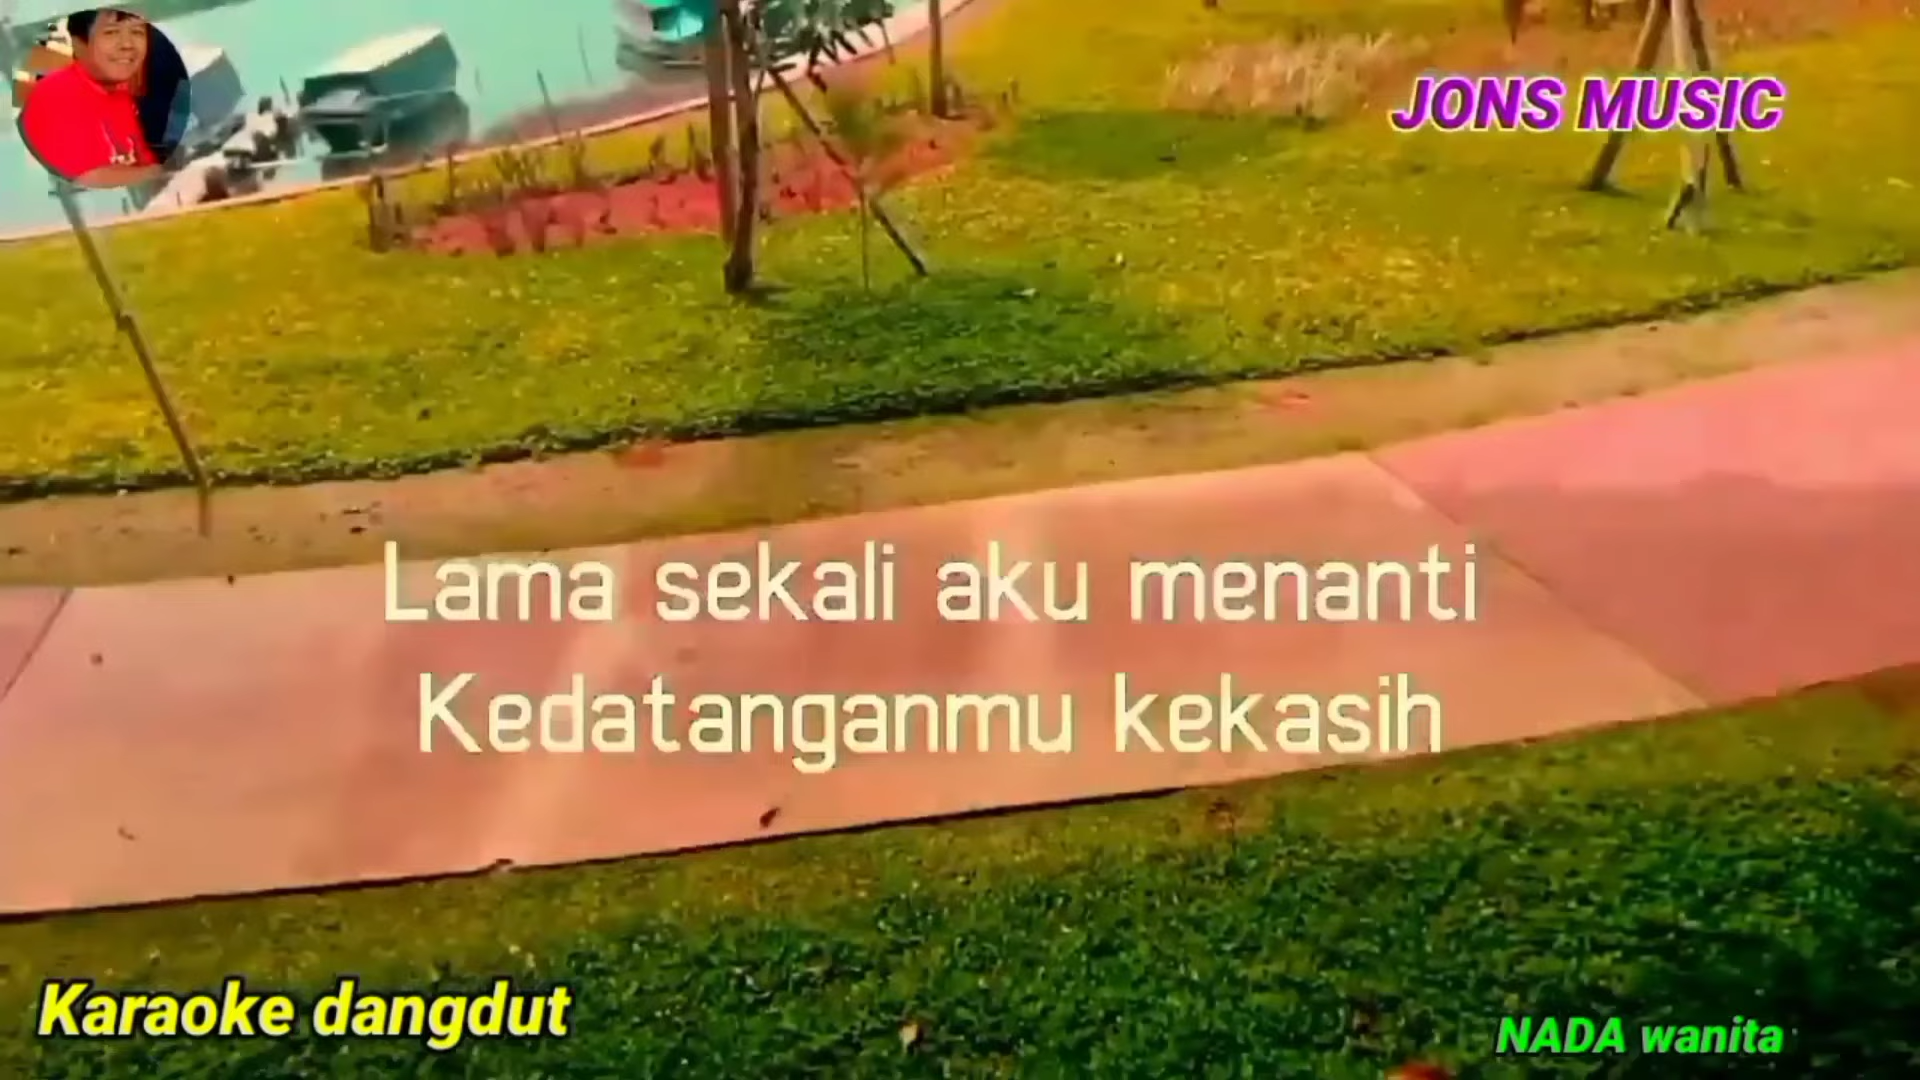 JONS MUSIC
Lama sekali aku menanti
Kedatanganmu kekasih
Karaoke dangdut
NADA wanita